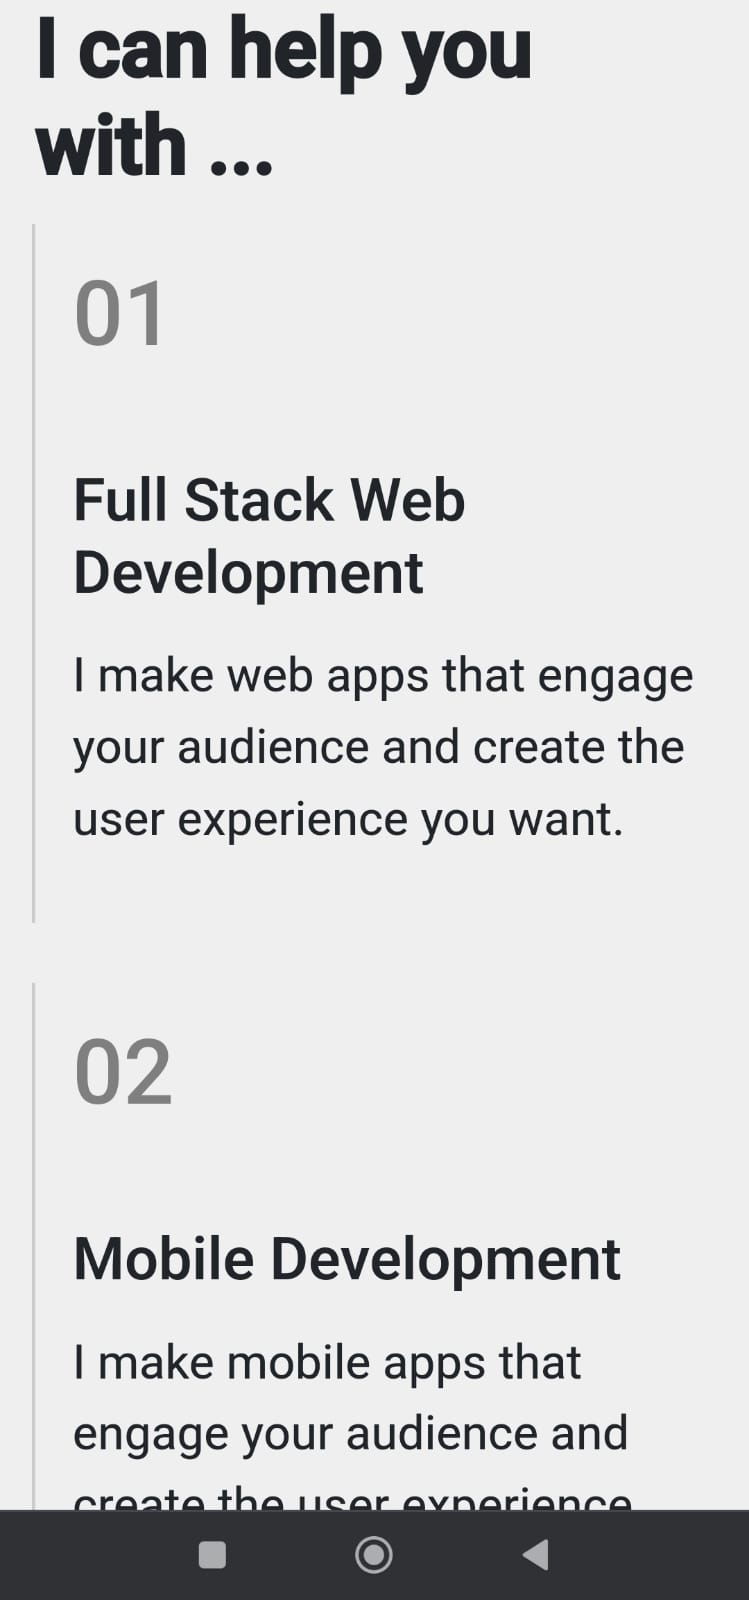 I can help you
with ...
01
Full Stack Web
Development
I make web apps that engage
your audience and create the
user experience you want.
02
Mobile Development
I make mobile apps that
engage your audience and
create the user experience